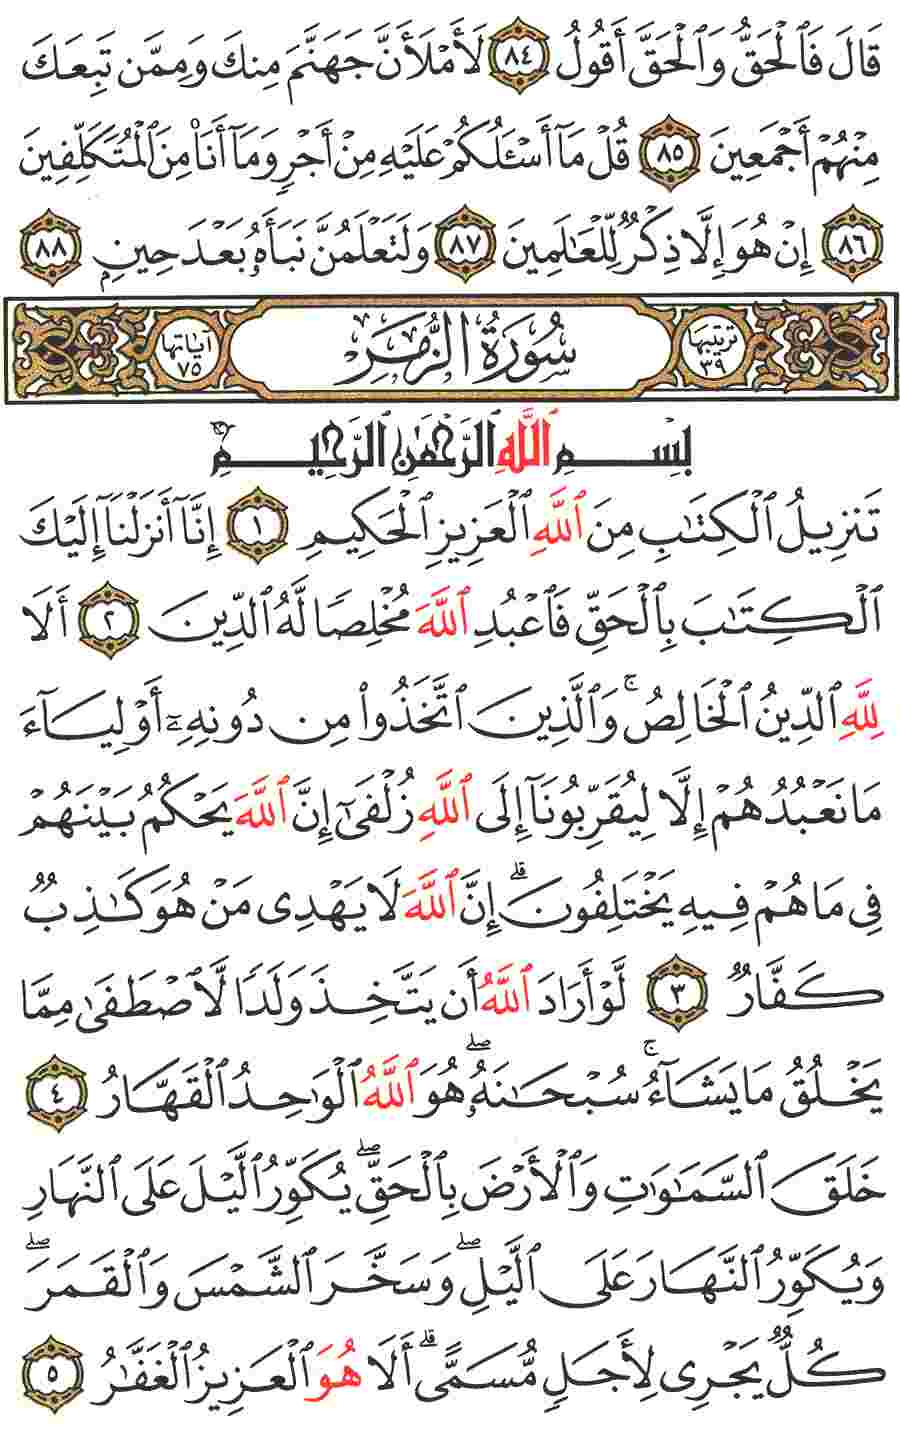 قَالَ فَٱلْحَقُّ وَٱلْحَقَّ أَقُولُ ٨٤ لَأَمْلَأَنَّ جَهَنَّمَ مِنكَ وَمِمَّن تَبِعَكَ
مِنْهُمْ أَجْمَعِينَ ٨٥ قُلْ مَآ أَسْـَٔلُكُمْ عَلَيْهِ مِنْ أَجْرٍ وَمَآ أَنَا۠ مِنَ ٱلْمُتَكَلِّفِينَ
٨٦ إِنْ هُوَ إِلَّا ذِكْرٌ لِّلْعَـٰلَمِينَ ٨٧ وَلَتَعْلَمُنَّ نَبَأَهُۥ بَعْدَ حِينٍۭ ٨٨
ترتيبها ٣٩ سُورَةُ الزُّمَرِ آياتها ٧٥
بِسْمِ ٱللَّهِ ٱلرَّحْمَـٰنِ ٱلرَّحِيمِ
تَنزِيلُ ٱلْكِتَـٰبِ مِنَ ٱللَّهِ ٱلْعَزِيزِ ٱلْحَكِيمِ ١ إِنَّآ أَنزَلْنَآ إِلَيْكَ
ٱلْكِتَـٰبَ بِٱلْحَقِّ فَٱعْبُدِ ٱللَّهَ مُخْلِصًا لَّهُ ٱلدِّينَ ٢ أَلَا
لِلَّهِ ٱلدِّينُ ٱلْخَالِصُ ۚ وَٱلَّذِينَ ٱتَّخَذُوا۟ مِن دُونِهِۦٓ أَوْلِيَآءَ
مَا نَعْبُدُهُمْ إِلَّا لِيُقَرِّبُونَآ إِلَى ٱللَّهِ زُلْفَىٰٓ إِنَّ ٱللَّهَ يَحْكُمُ بَيْنَهُمْ
فِى مَا هُمْ فِيهِ يَخْتَلِفُونَ ۗ إِنَّ ٱللَّهَ لَا يَهْدِى مَنْ هُوَ كَـٰذِبٌ
كَفَّارٌ ٣ لَّوْ أَرَادَ ٱللَّهُ أَن يَتَّخِذَ وَلَدًا لَّٱصْطَفَىٰ مِمَّا
يَخْلُقُ مَا يَشَآءُ ۚ سُبْحَـٰنَهُۥ ۖ هُوَ ٱللَّهُ ٱلْوَٰحِدُ ٱلْقَهَّارُ ٤
خَلَقَ ٱلسَّمَـٰوَٰتِ وَٱلْأَرْضَ بِٱلْحَقِّ ۖ يُكَوِّرُ ٱلَّيْلَ عَلَى ٱلنَّهَارِ
وَيُكَوِّرُ ٱلنَّهَارَ عَلَى ٱلَّيْلِ ۖ وَسَخَّرَ ٱلشَّمْسَ وَٱلْقَمَرَ ۖ
كُلٌّ يَجْرِى لِأَجَلٍ مُّسَمًّى ۗ أَلَا هُوَ ٱلْعَزِيزُ ٱلْغَفَّـٰرُ ٥